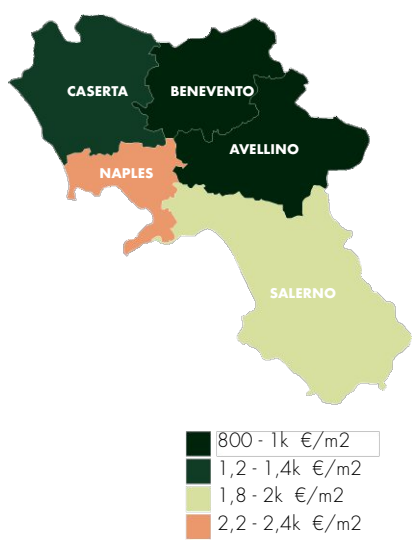 CASERTA
BENEVENTO
AVELLINO
NAPLES
SALERNO
800 - 1k €/m2
1,2 - 1,4k €/m2
1,8 - 2k €/m2
2,2 - 2,4k €/m2